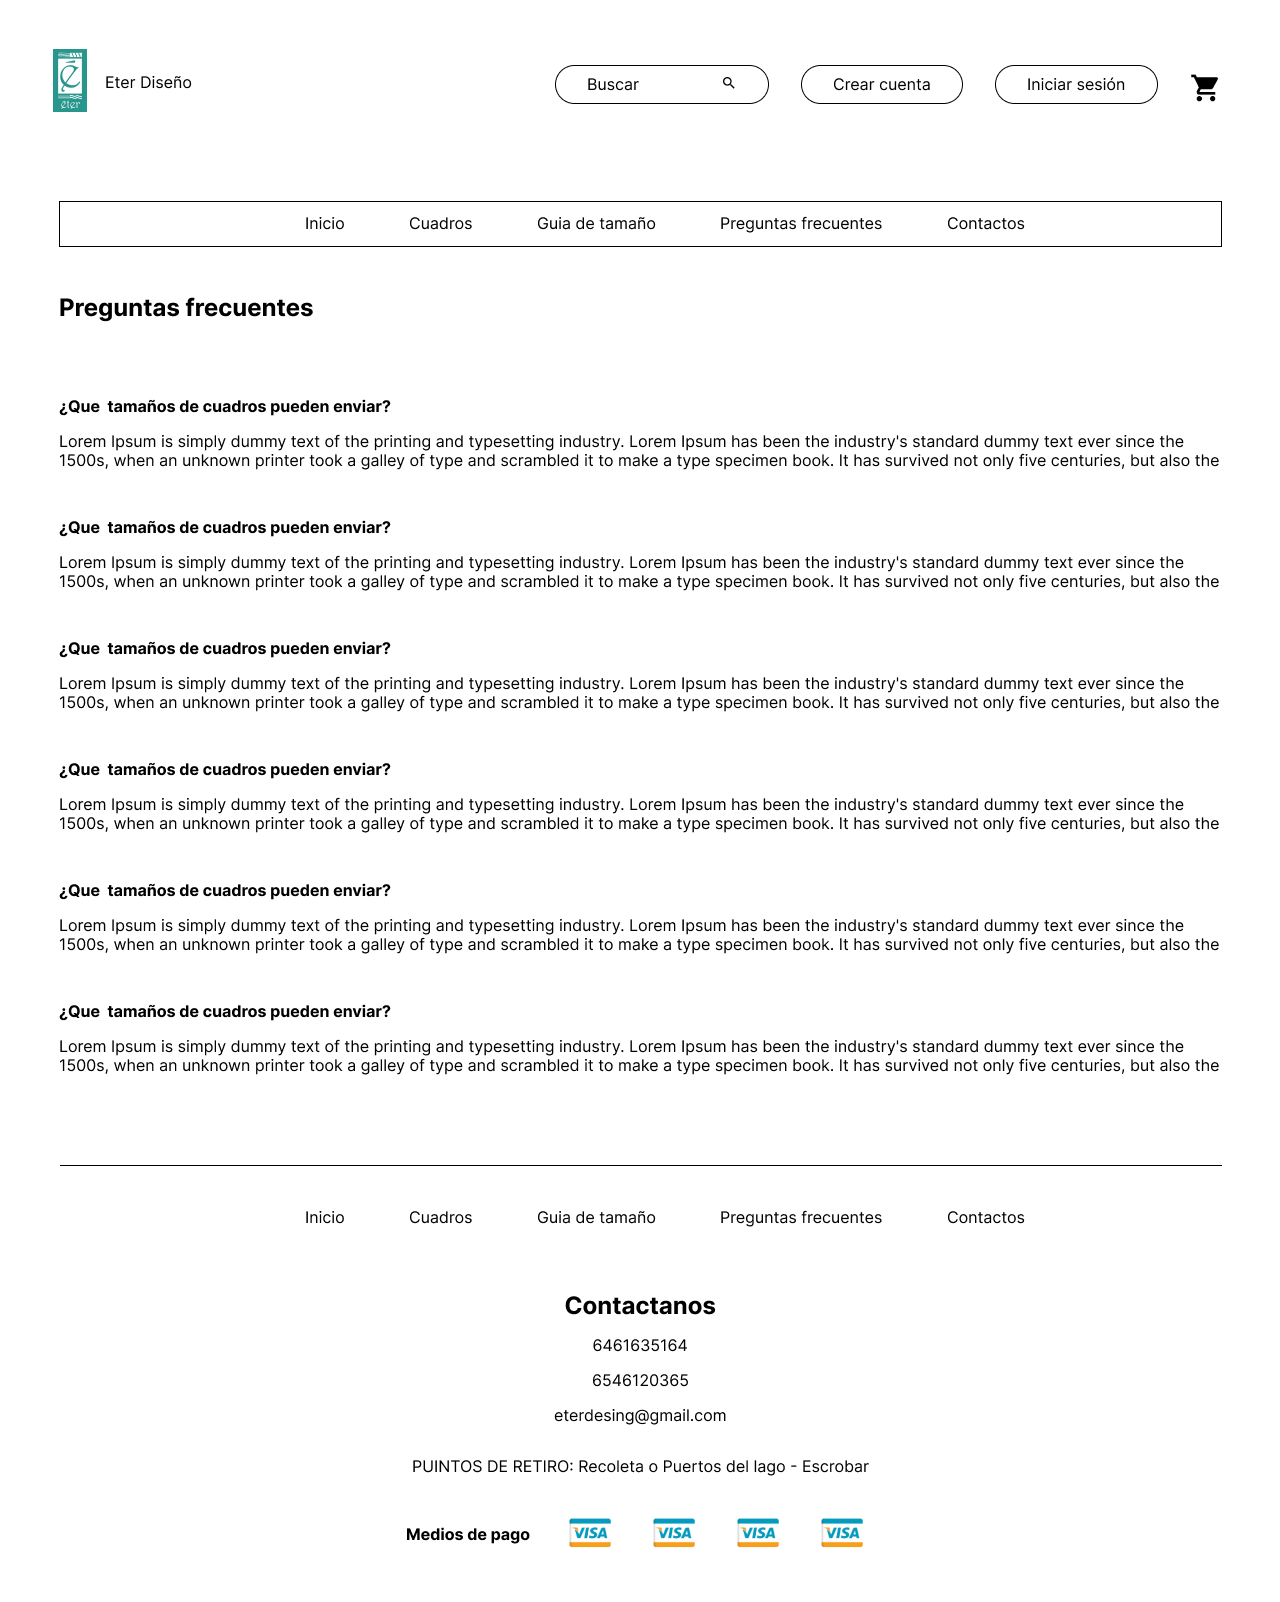 eter
Eter Diseño
Buscar
Crear cuenta
Iniciar sesión
Inicio Cuadros Guia de tamaño Preguntas frecuentes Contactos
Preguntas frecuentes
¿Que  tamaños de cuadros pueden enviar?
Lorem Ipsum is simply dummy text of the printing and typesetting industry. Lorem Ipsum has been the industry's standard dummy text ever since the
1500s, when an unknown printer took a galley of type and scrambled it to make a type specimen book. It has survived not only five centuries, but also the
¿Que  tamaños de cuadros pueden enviar?
Lorem Ipsum is simply dummy text of the printing and typesetting industry. Lorem Ipsum has been the industry's standard dummy text ever since the
1500s, when an unknown printer took a galley of type and scrambled it to make a type specimen book. It has survived not only five centuries, but also the
¿Que  tamaños de cuadros pueden enviar?
Lorem Ipsum is simply dummy text of the printing and typesetting industry. Lorem Ipsum has been the industry's standard dummy text ever since the
1500s, when an unknown printer took a galley of type and scrambled it to make a type specimen book. It has survived not only five centuries, but also the
¿Que  tamaños de cuadros pueden enviar?
Lorem Ipsum is simply dummy text of the printing and typesetting industry. Lorem Ipsum has been the industry's standard dummy text ever since the
1500s, when an unknown printer took a galley of type and scrambled it to make a type specimen book. It has survived not only five centuries, but also the
¿Que  tamaños de cuadros pueden enviar?
Lorem Ipsum is simply dummy text of the printing and typesetting industry. Lorem Ipsum has been the industry's standard dummy text ever since the
1500s, when an unknown printer took a galley of type and scrambled it to make a type specimen book. It has survived not only five centuries, but also the
¿Que  tamaños de cuadros pueden enviar?
Lorem Ipsum is simply dummy text of the printing and typesetting industry. Lorem Ipsum has been the industry's standard dummy text ever since the
1500s, when an unknown printer took a galley of type and scrambled it to make a type specimen book. It has survived not only five centuries, but also the
Inicio Cuadros Guia de tamaño Preguntas frecuentes Contactos
Contactanos
6461635164
6546120365
eterdesing@gmail.com
PUINTOS DE RETIRO: Recoleta o Puertos del lago - Escrobar
Medios de pago VISA VISA VISA VISA